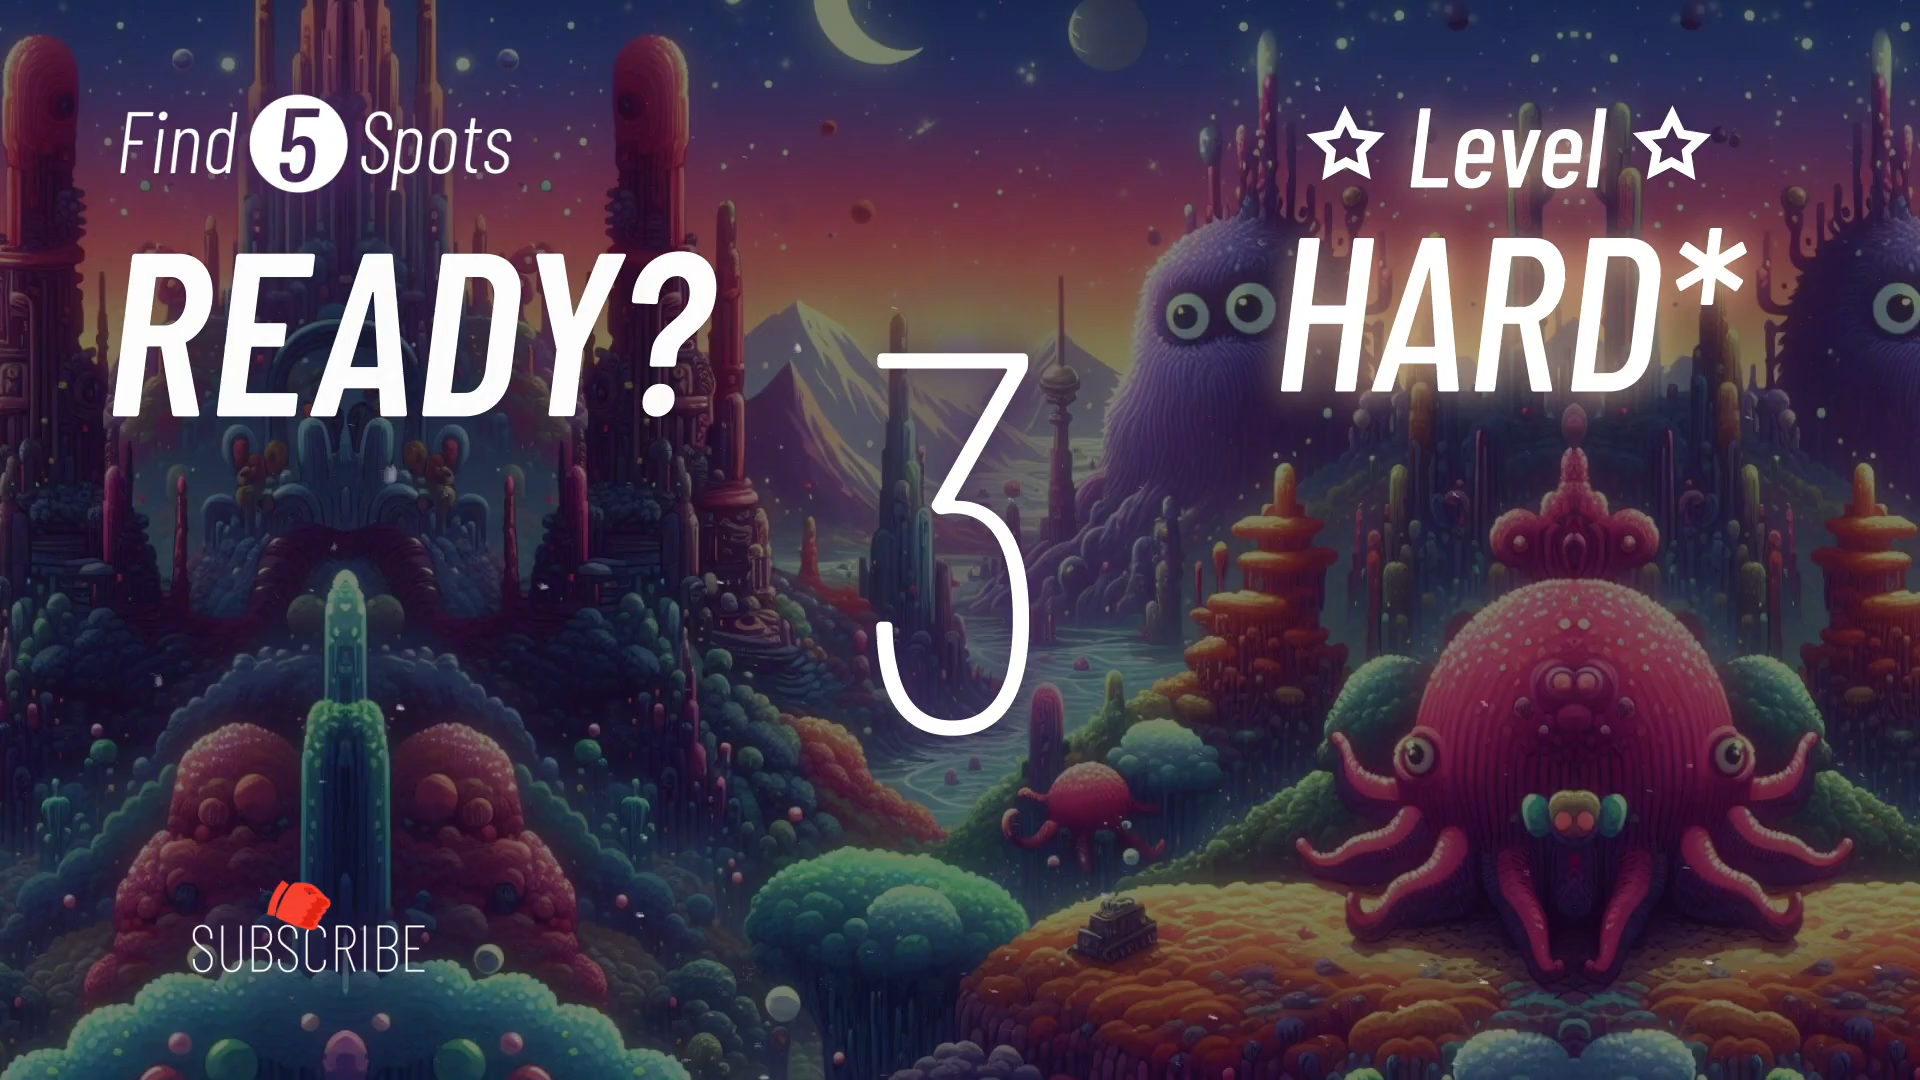 Find 5 Spots
READY?
☆ Level ☆
HARD*
3
SUBSCRIBE